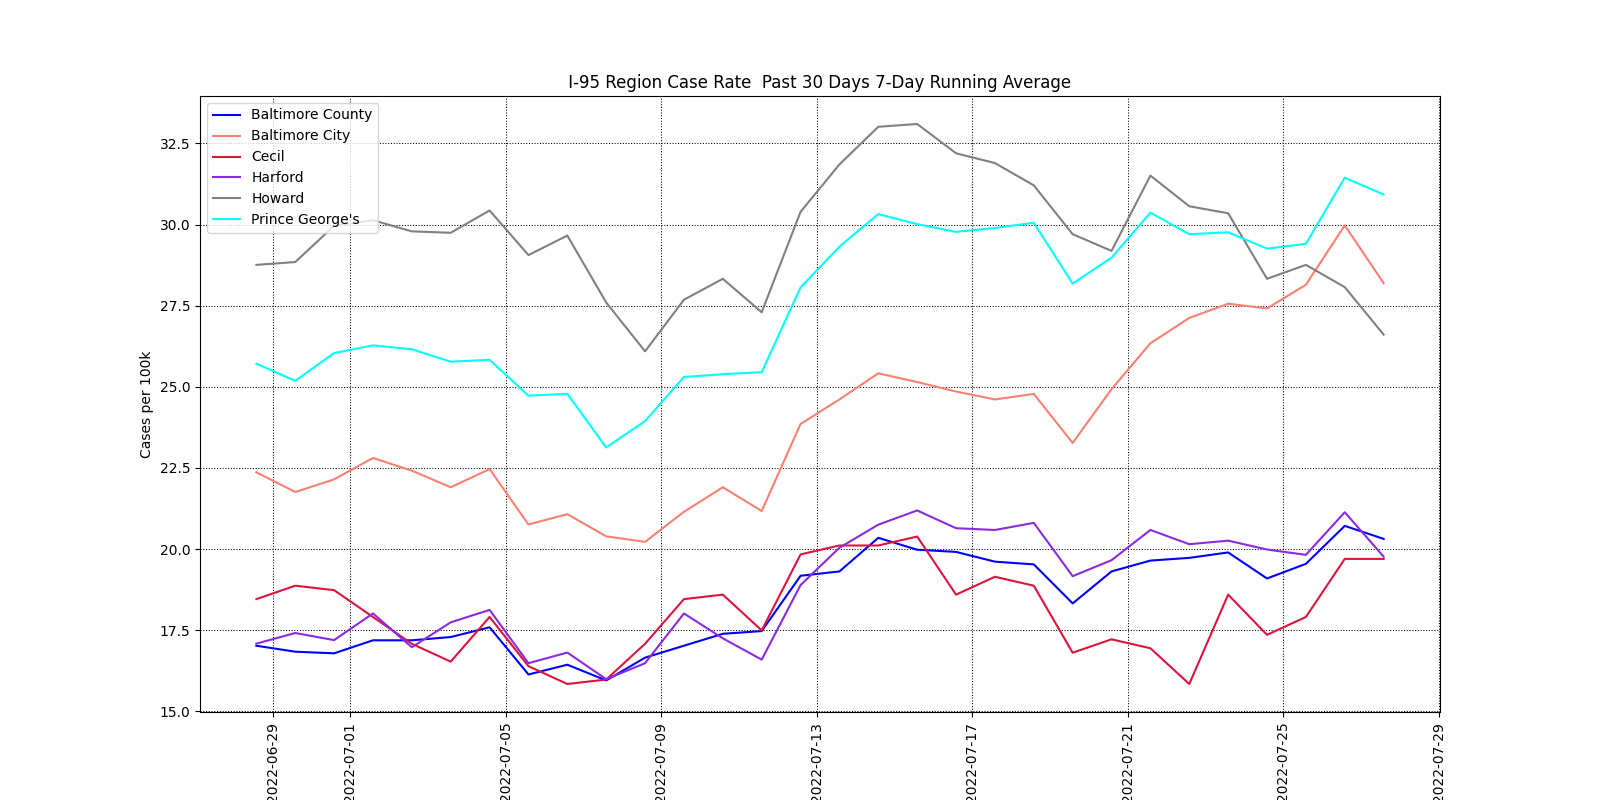 I-95 Region Case Rate  Past 30 Days 7-Day Running Average
Baltimore County
Baltimore City
Cecil
Harford
Howard
Prince George's
Cases per 100k
32.5
30.0
27.5
25.0
22.5
20.0
17.5
15.0
2022-06-29
2022-07-01
2022-07-05
2022-07-09
2022-07-13
2022-07-17
2022-07-21
2022-07-25
2022-07-29